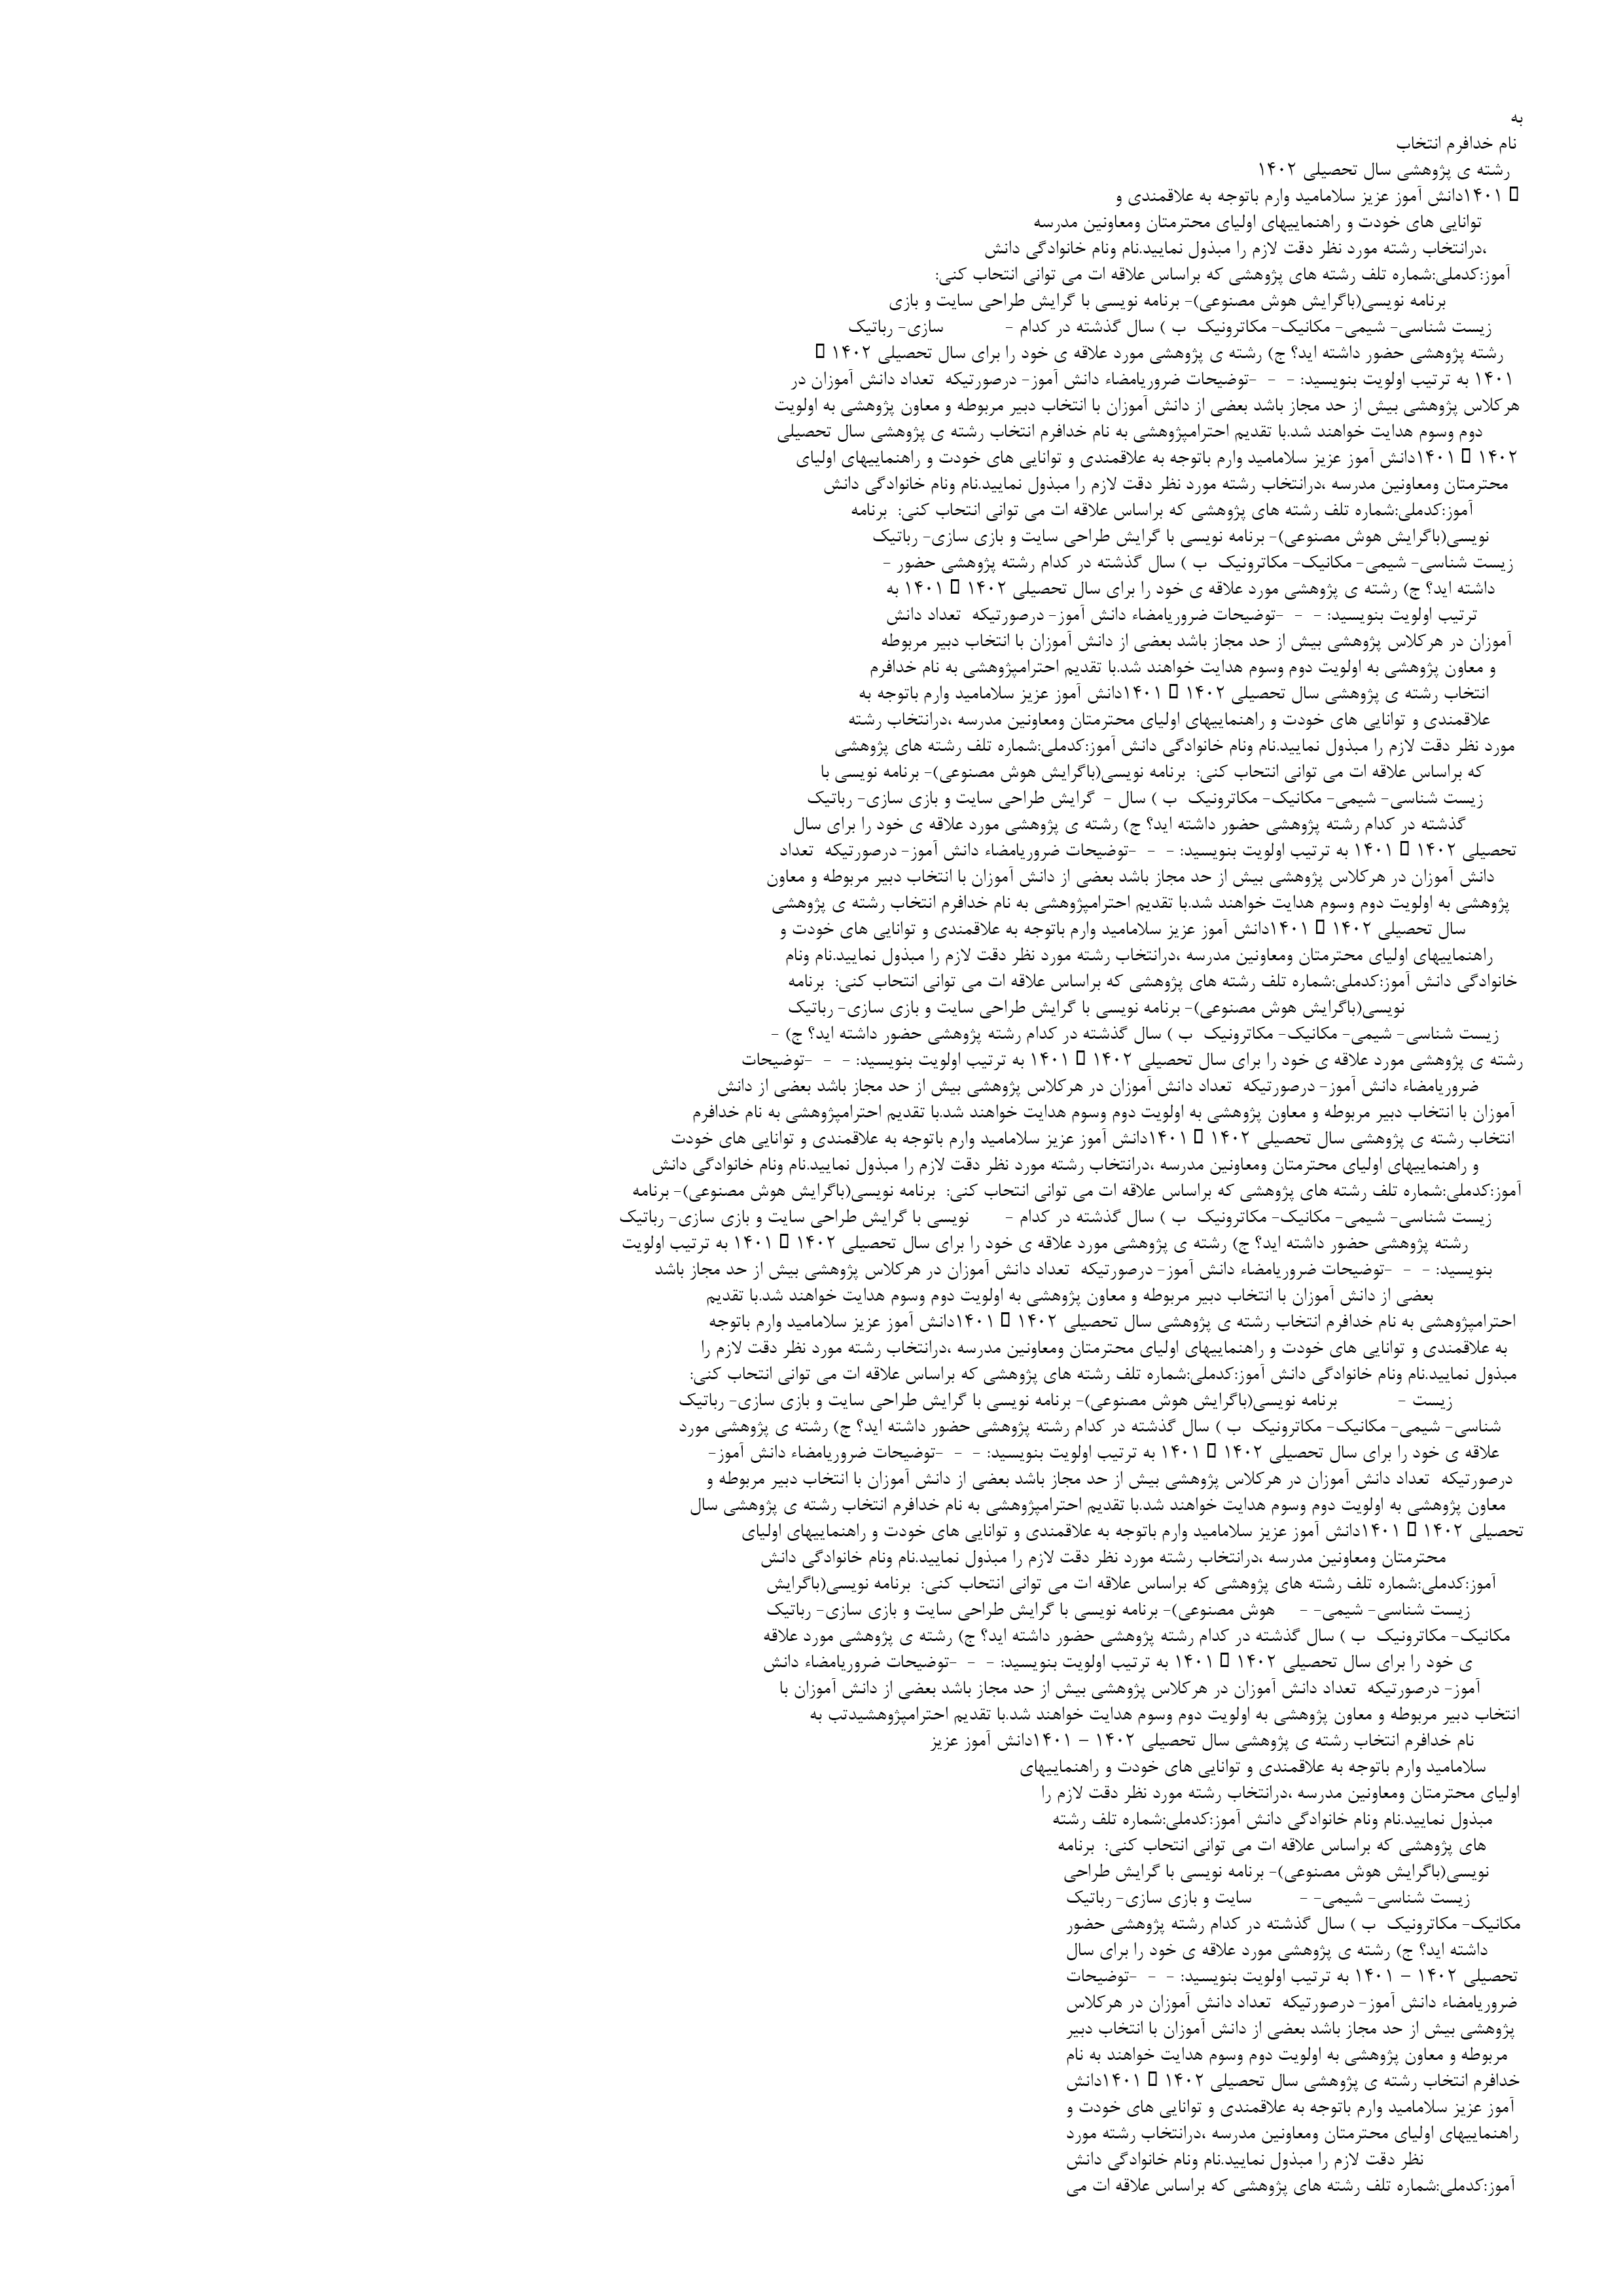 به
نام خدافرم انتخاب
رشته ی پژوهشی سال تحصیلی ۱۴۰۲
۱۴۰۱دانش آموز عزیز سلامامید وارم باتوجه به علاقمندی و
توانایی های خودت و راهنماییهای اولیای محترمتان ومعاونین مدرسه
،درانتخاب رشته مورد نظر دقت لازم را مبذول نمایید.نام ونام خانوادگی دانش
آموز:کدملی:شماره تلف رشته های پژوهشی که براساس علاقه ات می توانی انتحاب کنی:
برنامه نویسی(باگرایش هوش مصنوعی)- برنامه نویسی با گرایش طراحی سایت و بازی
زیست شناسی- شیمی- مکانیک- مکاترونیک ب ) سال گذشته در کدام - سازی- رباتیک
رشته پژوهشی حضور داشته اید؟ ج) رشته ی پژوهشی مورد علاقه ی خود را برای سال تحصیلی ۱۴۰۲
۱۴۰۱ به ترتیب اولویت بنویسید: - - -توضیحات ضروریامضاء دانش آموز- درصورتیکه تعداد دانش آموزان در
هرکلاس پژوهشی بیش از حد مجاز باشد بعضی از دانش آموزان با انتخاب دبیر مربوطه و معاون پژوهشی به اولویت
دوم وسوم هدایت خواهند شد.با تقدیم احترامپژوهشی به نام خدافرم انتخاب رشته ی پژوهشی سال تحصیلی
۱۴۰۲ ۱۴۰۱دانش آموز عزیز سلامامید وارم باتوجه به علاقمندی و توانایی های خودت و راهنماییهای اولیای
محترمتان ومعاونین مدرسه ،درانتخاب رشته مورد نظر دقت لازم را مبذول نمایید.نام ونام خانوادگی دانش
آموز:کدملی:شماره تلف رشته های پژوهشی که براساس علاقه ات می توانی انتحاب کنی: برنامه
نویسی(باگرایش هوش مصنوعی)- برنامه نویسی با گرایش طراحی سایت و بازی سازی- رباتیک
زیست شناسی- شیمی- مکانیک- مکاترونیک ب ) سال گذشته در کدام رشته پژوهشی حضور -
داشته اید؟ ج) رشته ی پژوهشی مورد علاقه ی خود را برای سال تحصیلی ۱۴۰۲ ۱۴۰۱ به
ترتیب اولویت بنویسید: - - -توضیحات ضروریامضاء دانش آموز- درصورتیکه تعداد دانش
آموزان در هرکلاس پژوهشی بیش از حد مجاز باشد بعضی از دانش آموزان با انتخاب دبیر مربوطه
و معاون پژوهشی به اولویت دوم وسوم هدایت خواهند شد.با تقدیم احترامپژوهشی به نام خدافرم
انتخاب رشته ی پژوهشی سال تحصیلی ۱۴۰۲ ۱۴۰۱دانش آموز عزیز سلامامید وارم باتوجه به
علاقمندی و توانایی های خودت و راهنماییهای اولیای محترمتان ومعاونین مدرسه ،درانتخاب رشته
مورد نظر دقت لازم را مبذول نمایید.نام ونام خانوادگی دانش آموز:کدملی:شماره تلف رشته های پژوهشی
که براساس علاقه ات می توانی انتحاب کنی: برنامه نویسی(باگرایش هوش مصنوعی)- برنامه نویسی با
زیست شناسی- شیمی- مکانیک- مکاترونیک ب ) سال - گرایش طراحی سایت و بازی سازی- رباتیک
گذشته در کدام رشته پژوهشی حضور داشته اید؟ ج) رشته ی پژوهشی مورد علاقه ی خود را برای سال
تحصیلی ۱۴۰۲ ۱۴۰۱ به ترتیب اولویت بنویسید: - - -توضیحات ضروریامضاء دانش آموز- درصورتیکه تعداد
دانش آموزان در هرکلاس پژوهشی بیش از حد مجاز باشد بعضی از دانش آموزان با انتخاب دبیر مربوطه و معاون
پژوهشی به اولویت دوم وسوم هدایت خواهند شد.با تقدیم احترامپژوهشی به نام خدافرم انتخاب رشته ی پژوهشی
سال تحصیلی ۱۴۰۲ ۱۴۰۱دانش آموز عزیز سلامامید وارم باتوجه به علاقمندی و توانایی های خودت و
راهنماییهای اولیای محترمتان ومعاونین مدرسه ،درانتخاب رشته مورد نظر دقت لازم را مبذول نمایید.نام ونام
خانوادگی دانش آموز:کدملی:شماره تلف رشته های پژوهشی که براساس علاقه ات می توانی انتحاب کنی: برنامه
نویسی(باگرایش هوش مصنوعی)- برنامه نویسی با گرایش طراحی سایت و بازی سازی- رباتیک
زیست شناسی- شیمی- مکانیک- مکاترونیک ب ) سال گذشته در کدام رشته پژوهشی حضور داشته اید؟ ج) -
رشته ی پژوهشی مورد علاقه ی خود را برای سال تحصیلی ۱۴۰۲ ۱۴۰۱ به ترتیب اولویت بنویسید: - - -توضیحات
ضروریامضاء دانش آموز- درصورتیکه تعداد دانش آموزان در هرکلاس پژوهشی بیش از حد مجاز باشد بعضی از دانش
آموزان با انتخاب دبیر مربوطه و معاون پژوهشی به اولویت دوم وسوم هدایت خواهند شد.با تقدیم احترامپژوهشی به نام خدافرم
انتخاب رشته ی پژوهشی سال تحصیلی ۱۴۰۲ ۱۴۰۱دانش آموز عزیز سلامامید وارم باتوجه به علاقمندی و توانایی های خودت
و راهنماییهای اولیای محترمتان ومعاونین مدرسه ،درانتخاب رشته مورد نظر دقت لازم را مبذول نمایید.نام ونام خانوادگی دانش
آموز:کدملی:شماره تلف رشته های پژوهشی که براساس علاقه ات می توانی انتحاب کنی: برنامه نویسی(باگرایش هوش مصنوعی)- برنامه
زیست شناسی- شیمی- مکانیک- مکاترونیک ب ) سال گذشته در کدام - نویسی با گرایش طراحی سایت و بازی سازی- رباتیک
رشته پژوهشی حضور داشته اید؟ ج) رشته ی پژوهشی مورد علاقه ی خود را برای سال تحصیلی ۱۴۰۲ ۱۴۰۱ به ترتیب اولویت
بنویسید: - - -توضیحات ضروریامضاء دانش آموز- درصورتیکه تعداد دانش آموزان در هرکلاس پژوهشی بیش از حد مجاز باشد
بعضی از دانش آموزان با انتخاب دبیر مربوطه و معاون پژوهشی به اولویت دوم وسوم هدایت خواهند شد.با تقدیم
احترامپژوهشی به نام خدافرم انتخاب رشته ی پژوهشی سال تحصیلی ۱۴۰۲ ۱۴۰۱دانش آموز عزیز سلامامید وارم باتوجه
به علاقمندی و توانایی های خودت و راهنماییهای اولیای محترمتان ومعاونین مدرسه ،درانتخاب رشته مورد نظر دقت لازم را
مبذول نمایید.نام ونام خانوادگی دانش آموز:کدملی:شماره تلف رشته های پژوهشی که براساس علاقه ات می توانی انتحاب کنی:
زیست - برنامه نویسی(باگرایش هوش مصنوعی)- برنامه نویسی با گرایش طراحی سایت و بازی سازی- رباتیک
شناسی- شیمی- مکانیک- مکاترونیک ب ) سال گذشته در کدام رشته پژوهشی حضور داشته اید؟ ج) رشته ی پژوهشی مورد
علاقه ی خود را برای سال تحصیلی ۱۴۰۲ ۱۴۰۱ به ترتیب اولویت بنویسید: - - -توضیحات ضروریامضاء دانش آموز-
درصورتیکه تعداد دانش آموزان در هرکلاس پژوهشی بیش از حد مجاز باشد بعضی از دانش آموزان با انتخاب دبیر مربوطه و
معاون پژوهشی به اولویت دوم وسوم هدایت خواهند شد.با تقدیم احترامپژوهشی به نام خدافرم انتخاب رشته ی پژوهشی سال
تحصیلی ۱۴۰۲ ۱۴۰۱دانش آموز عزیز سلامامید وارم باتوجه به علاقمندی و توانایی های خودت و راهنماییهای اولیای
محترمتان ومعاونین مدرسه ،درانتخاب رشته مورد نظر دقت لازم را مبذول نمایید.نام ونام خانوادگی دانش
آموز:کدملی:شماره تلف رشته های پژوهشی که براساس علاقه ات می توانی انتحاب کنی: برنامه نویسی(باگرایش
زیست شناسی- شیمی- - هوش مصنوعی)- برنامه نویسی با گرایش طراحی سایت و بازی سازی- رباتیک
مکانیک- مکاترونیک ب ) سال گذشته در کدام رشته پژوهشی حضور داشته اید؟ ج) رشته ی پژوهشی مورد علاقه
ی خود را برای سال تحصیلی ۱۴۰۲ ۱۴۰۱ به ترتیب اولویت بنویسید: - - -توضیحات ضروریامضاء دانش
آموز- درصورتیکه تعداد دانش آموزان در هرکلاس پژوهشی بیش از حد مجاز باشد بعضی از دانش آموزان با
انتخاب دبیر مربوطه و معاون پژوهشی به اولویت دوم وسوم هدایت خواهند شد.با تقدیم احترامپژوهشیدتب به
نام خدافرم انتخاب رشته ی پژوهشی سال تحصیلی ۱۴۰۲ – ۱۴۰۱دانش آموز عزیز
سلامامید وارم باتوجه به علاقمندی و توانایی های خودت و راهنماییهای
اولیای محترمتان ومعاونین مدرسه ،درانتخاب رشته مورد نظر دقت لازم را
مبذول نمایید.نام ونام خانوادگی دانش آموز:کدملی:شماره تلف رشته
های پژوهشی که براساس علاقه ات می توانی انتحاب کنی: برنامه
نویسی(باگرایش هوش مصنوعی)- برنامه نویسی با گرایش طراحی
زیست شناسی- شیمی- - سایت و بازی سازی- رباتیک
مکانیک- مکاترونیک ب ) سال گذشته در کدام رشته پژوهشی حضور
داشته اید؟ ج) رشته ی پژوهشی مورد علاقه ی خود را برای سال
تحصیلی ۱۴۰۲ – ۱۴۰۱ به ترتیب اولویت بنویسید: - - -توضیحات
ضروریامضاء دانش آموز- درصورتیکه تعداد دانش آموزان در هرکلاس
پژوهشی بیش از حد مجاز باشد بعضی از دانش آموزان با انتخاب دبیر
مربوطه و معاون پژوهشی به اولویت دوم وسوم هدایت خواهند به نام
خدافرم انتخاب رشته ی پژوهشی سال تحصیلی ۱۴۰۲ ۱۴۰۱دانش
آموز عزیز سلامامید وارم باتوجه به علاقمندی و توانایی های خودت و
راهنماییهای اولیای محترمتان ومعاونین مدرسه ،درانتخاب رشته مورد
نظر دقت لازم را مبذول نمایید.نام ونام خانوادگی دانش
آموز:کدملی:شماره تلف رشته های پژوهشی که براساس علاقه ات می